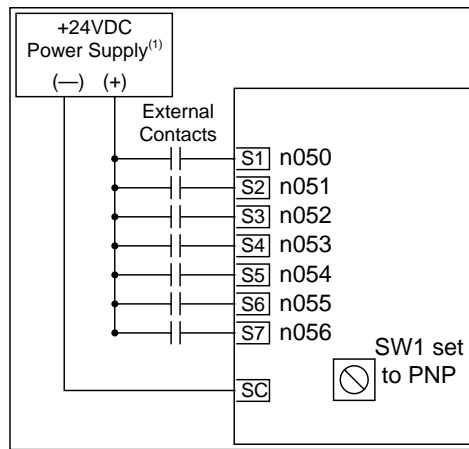 +24VDC
Power Supply(1)
(—) (+)
External
Contacts
S1 n050
S2 n051
S3 n052
S4 n053
S5 n054
S6 n055
S7 n056
SW1 set
to PNP
SC